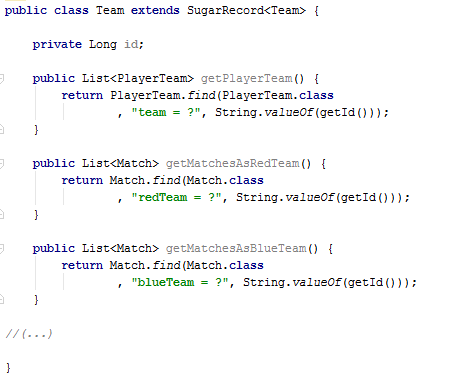 public class Team extends SugarRecord<Team> {
private Long id;
public List<PlayerTeam> getPlayerTeam() {
return PlayerTeam.find(PlayerTeam.class
, "team = ?", String.valueOf(getId()));
}
public List<Match> getMatchesAsRedTeam() {
return Match.find(Match.class
, "redTeam = ?", String.valueOf(getId()));
}
public List<Match> getMatchesAsBlueTeam() {
return Match.find(Match.class
, "blueTeam = ?", String.valueOf(getId()));
}
//(...)
}